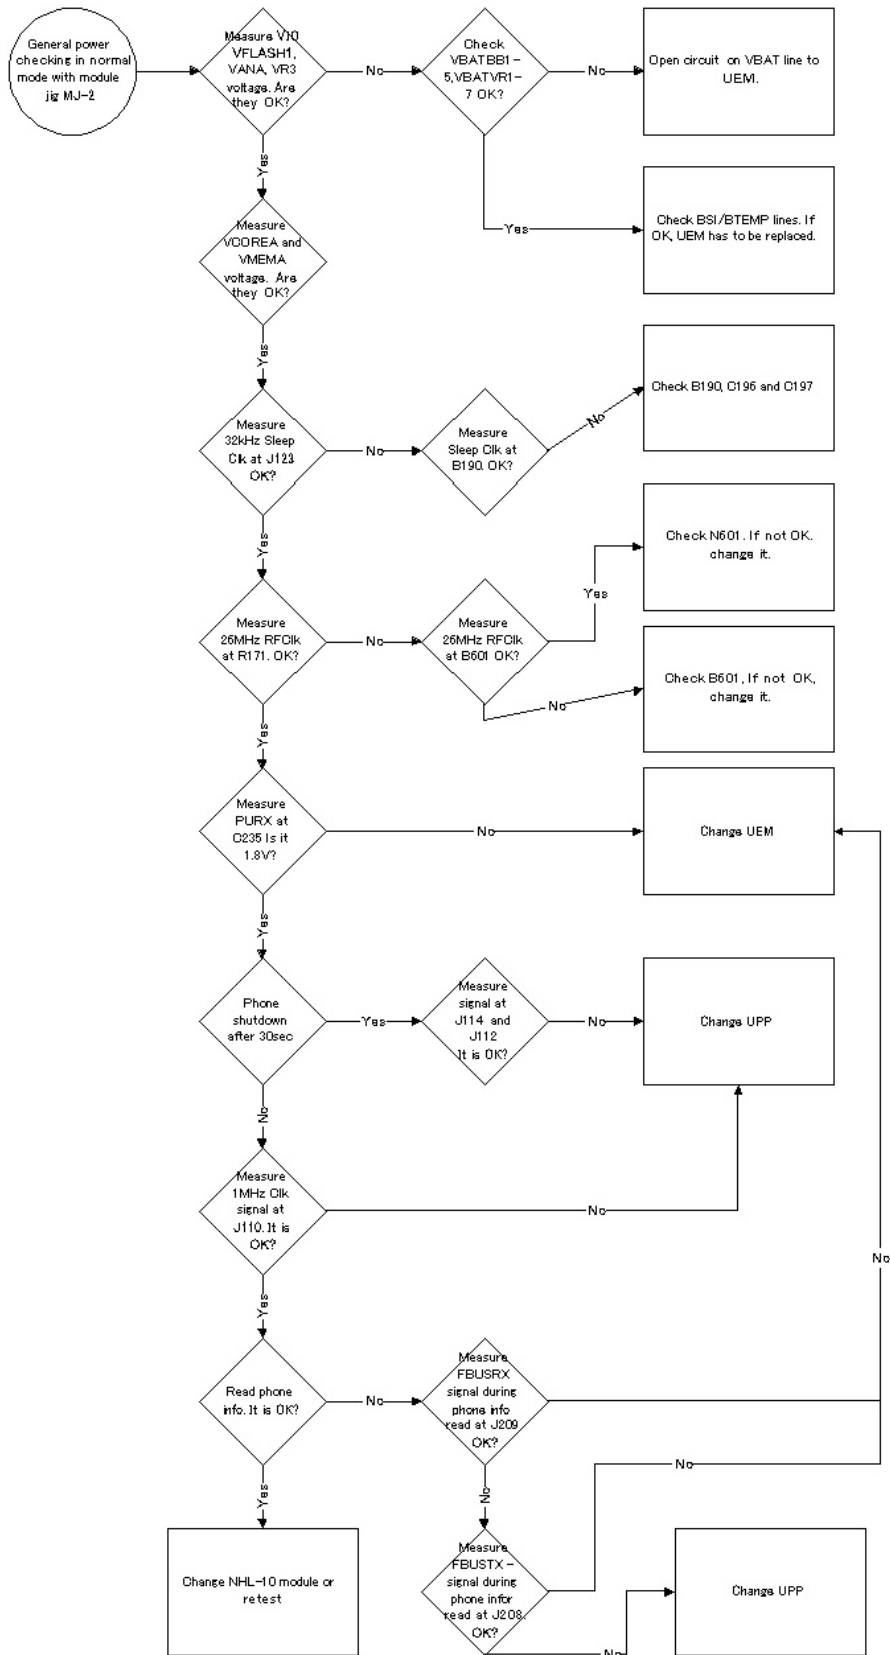 General power
checking in normal
mode with module
jig MJ-2
Measure VIO
VFLASH1,
VANA, VR3
voltage. Are
they OK?
No
Check
VBATBB1-
5,VBATVR1-
7 OK?
No
Open circuit on VBAT line to
UEM.
Yes
Yes
Check BSI/BTEMP lines. If
OK, UEM has to be replaced.
Measure
VCOREA and
VMEMA
voltage. Are
they OK?
Yes
Measure
32kHz Sleep
Clk at J123
OK?
No
Measure
Sleep Clk at
B190. OK?
No
Check B190, C196 and C197
Yes
Measure
26MHz RFClk
at R171. OK?
No
Measure
26MHz RFClk
at B601 OK?
Yes
Check N601. If not OK.
change it.
No
Check B601, If not OK,
change it.
Yes
Measure
PURX at
C235 Is it
1.8V?
No
Change UEM
Yes
Phone
shutdown
after 30sec
Yes
Measure
signal at
J114 and
J112
It is OK?
No
Change UPP
No
Measure
1MHz Clk
signal at
J110. It is
OK?
No
No
Yes
Read phone
info. It is OK?
No
Measure
FBUSRX
signal during
phone info
read at J209
OK?
No
No
Yes
Change NHL-10 module or
retest
Measure
FBUSTX -
signal during
phone infor
read at J208.
OK?
No
Change UPP